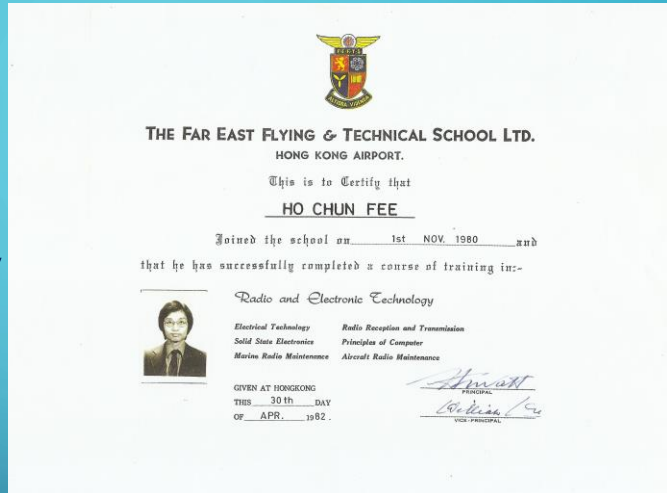 F.E.F.T.S.
ALTIORA VIDENDA
THE FAR EAST FLYING & TECHNICAL SCHOOL LTD.
HONG KONG AIRPORT.
This is to Certify that
HO CHUN FEE
Joined the school on 1st NOV. 1980 and
that he has successfully completed a course of training in:-
Radio and Electronic Technology
Electrical Technology Radio Reception and Transmission
Solid State Electronics Principles of Computer
Marine Radio Maintenance Aircraft Radio Maintenance
GIVEN AT HONGKONG
THIS 30th DAY
OF APR. 1982.
PRINCIPAL
William
VICE-PRINCIPAL